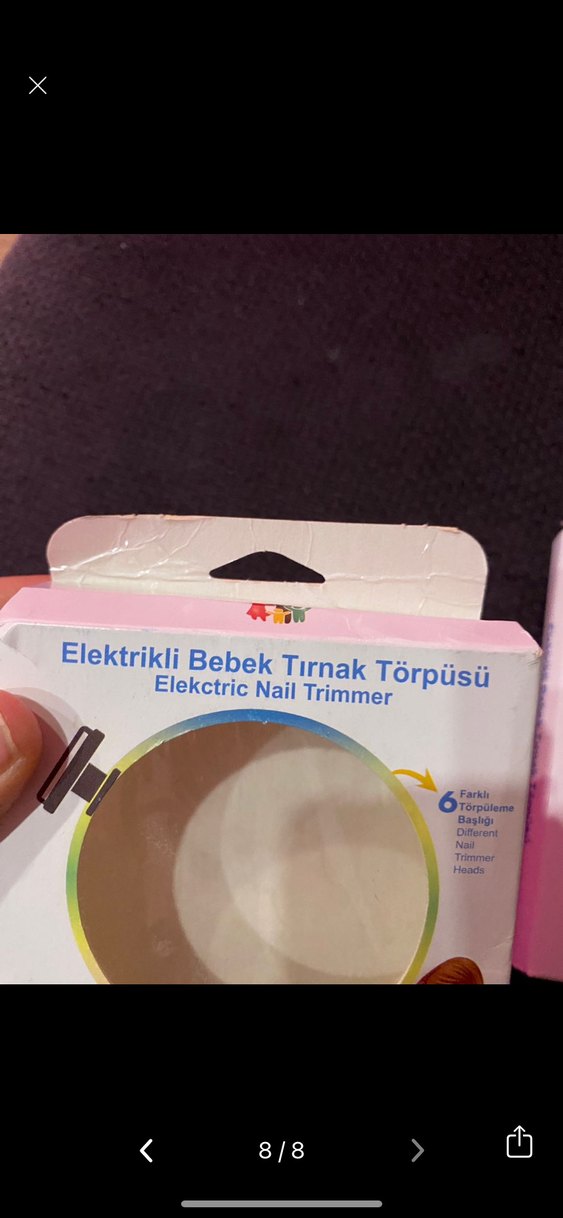 Elektrikli Bebek Tırnak Törpüsü
Elekctric Nail Trimmer
6 Farklı
Törpüleme
Başlığı
Different
Nail
Trimmer
Heads
8 / 8